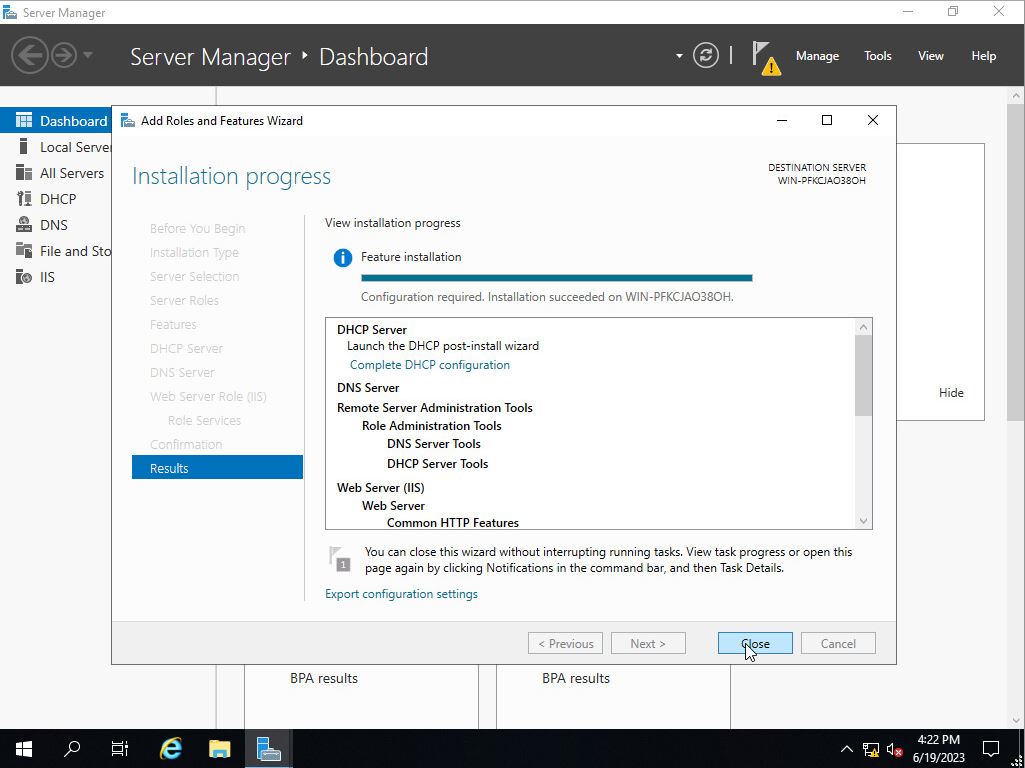 Server Manager
Server Manager ‣ Dashboard
Manage Tools View Help
Dashboard
Local Server
All Servers
DHCP
DNS
File and Sto
IIS
Add Roles and Features Wizard
Installation progress
DESTINATION SERVER
WIN-PFKCJAO38OH
Before You Begin
Installation Type
Server Selection
Server Roles
Features
DHCP Server
DNS Server
Web Server Role (IIS)
Role Services
Confirmation
Results
View installation progress
Feature installation
Configuration required. Installation succeeded on WIN-PFKCJAO38OH.
DHCP Server
Launch the DHCP post-install wizard
Complete DHCP configuration
DNS Server
Remote Server Administration Tools
Role Administration Tools
DNS Server Tools
DHCP Server Tools
Web Server (IIS)
Web Server
Common HTTP Features
1
You can close this wizard without interrupting running tasks. View task progress or open this
page again by clicking Notifications in the command bar, and then Task Details.
Export configuration settings
< Previous Next > Close Cancel
Hide
BPA results BPA results
4:22 PM
6/19/2023